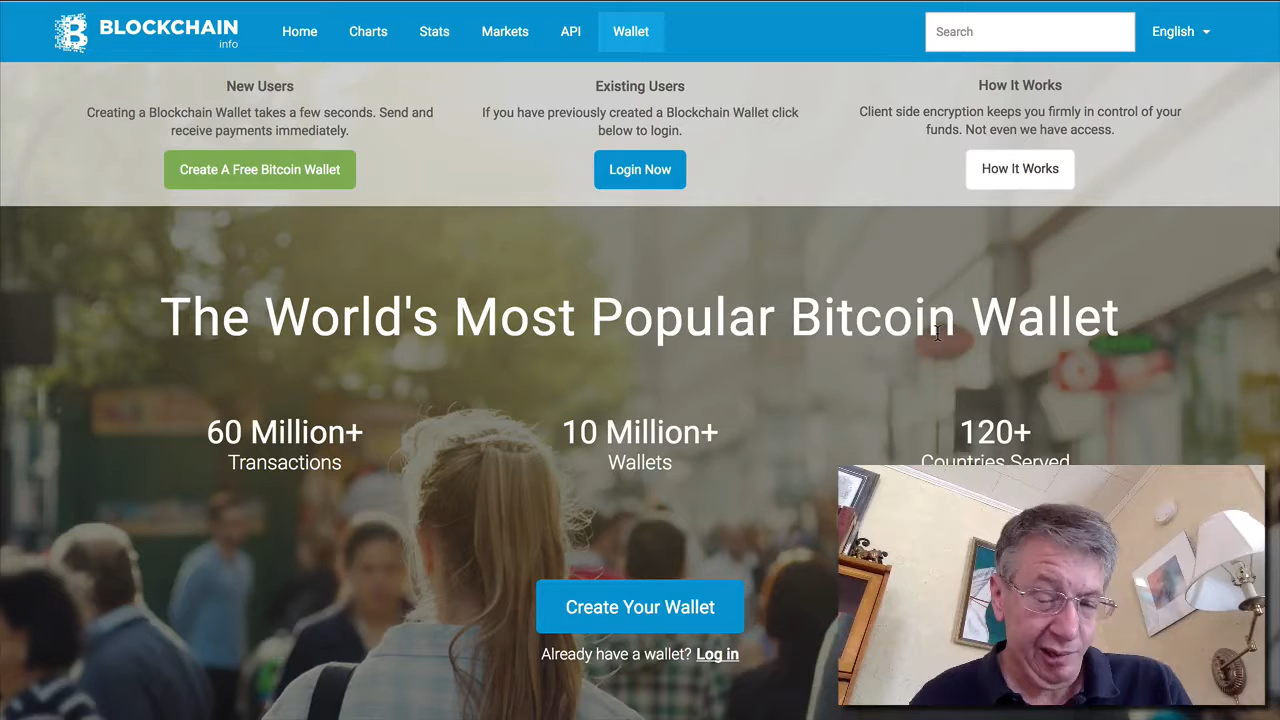 BLOCKCHAIN
info
Home Charts Stats Markets API Wallet
Search
English
New Users
Creating a Blockchain Wallet takes a few seconds. Send and
receive payments immediately.
Create A Free Bitcoin Wallet
Existing Users
If you have previously created a Blockchain Wallet click
below to login.
Login Now
How It Works
Client side encryption keeps you firmly in control of your
funds. Not even we have access.
How It Works
The World's Most Popular Bitcoin Wallet
60 Million+
Transactions
10 Million+
Wallets
120+
Countries Served
Create Your Wallet
Already have a wallet? Log in